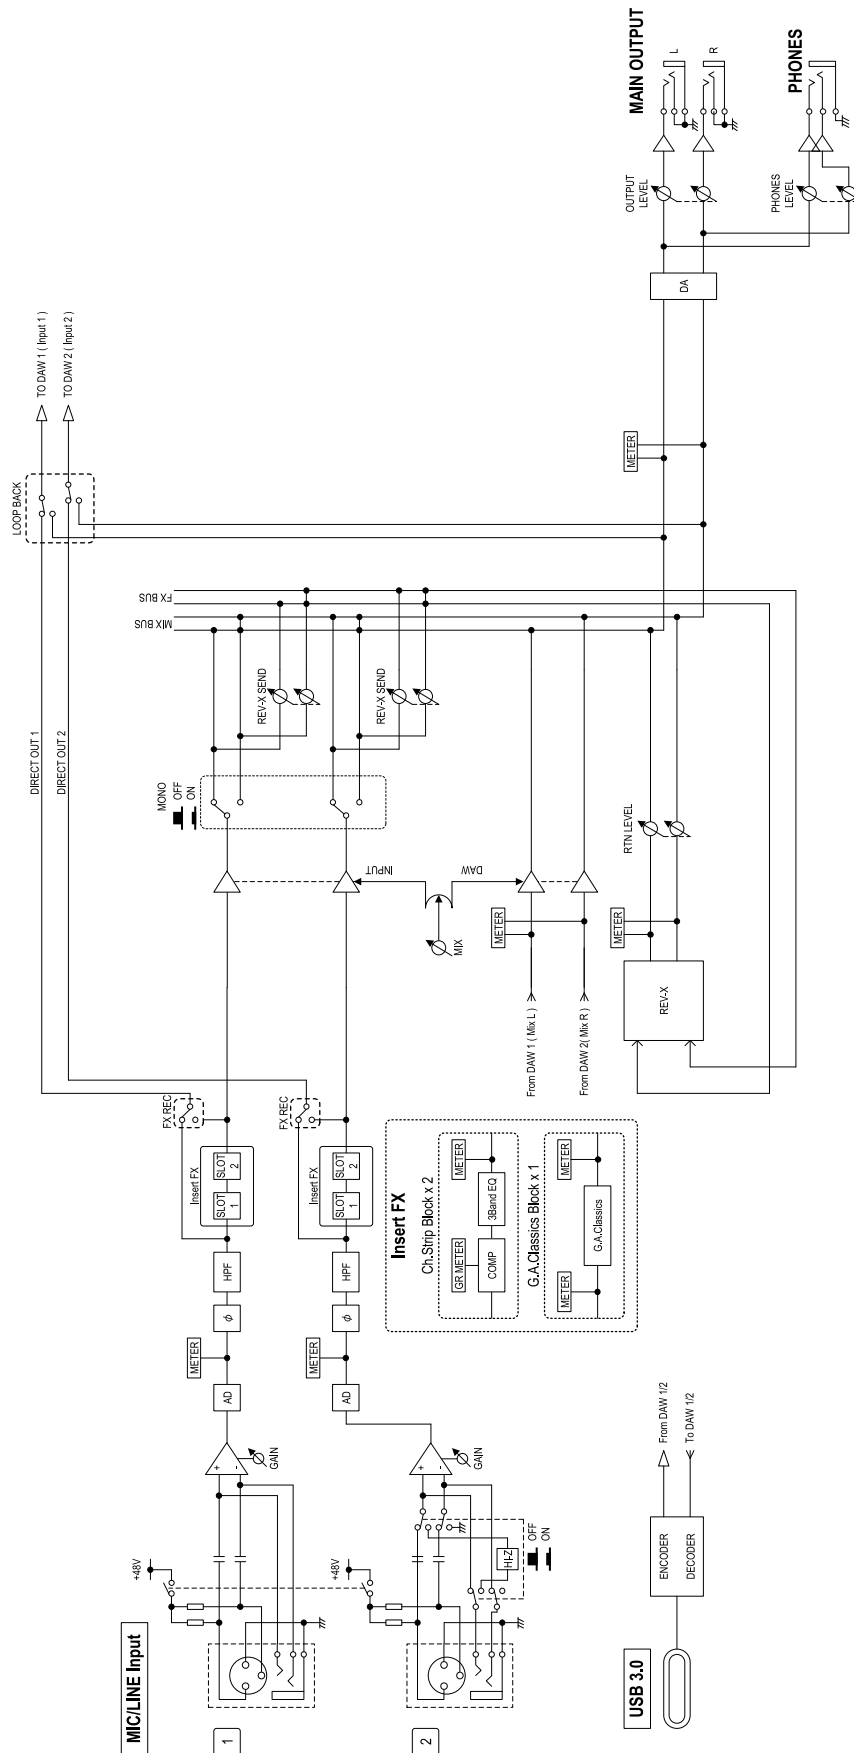 MIC/LINE Input
1
+48V
GAIN
AD
METER
ϕ
HPF
Insert FX
SLOT 1
SLOT 2
FX REC
DIRECT OUT 1
DIRECT OUT 2
MONO
OFF
ON
REV-X SEND
REV-X SEND
MIX BUS
FX BUS
LOOP BACK
TO DAW 1 ( Input 1 )
TO DAW 2 ( Input 2 )
2
+48V
HI-Z
OFF
ON
GAIN
AD
METER
ϕ
HPF
Insert FX
SLOT 1
SLOT 2
FX REC
INPUT
DAW
MIX
METER
From DAW 1 ( Mix L )
From DAW 2( Mix R )
METER
REV-X
RTN LEVEL
METER
DA
OUTPUT LEVEL
MAIN OUTPUT
L
R
PHONES LEVEL
PHONES
Insert FX
Ch.Strip Block x 2
GR METER
METER
COMP
3Band EQ
G.A.Classics Block x 1
METER
METER
G.A.Classics
USB 3.0
ENCODER
DECODER
From DAW 1/2
To DAW 1/2
+
-
+
-